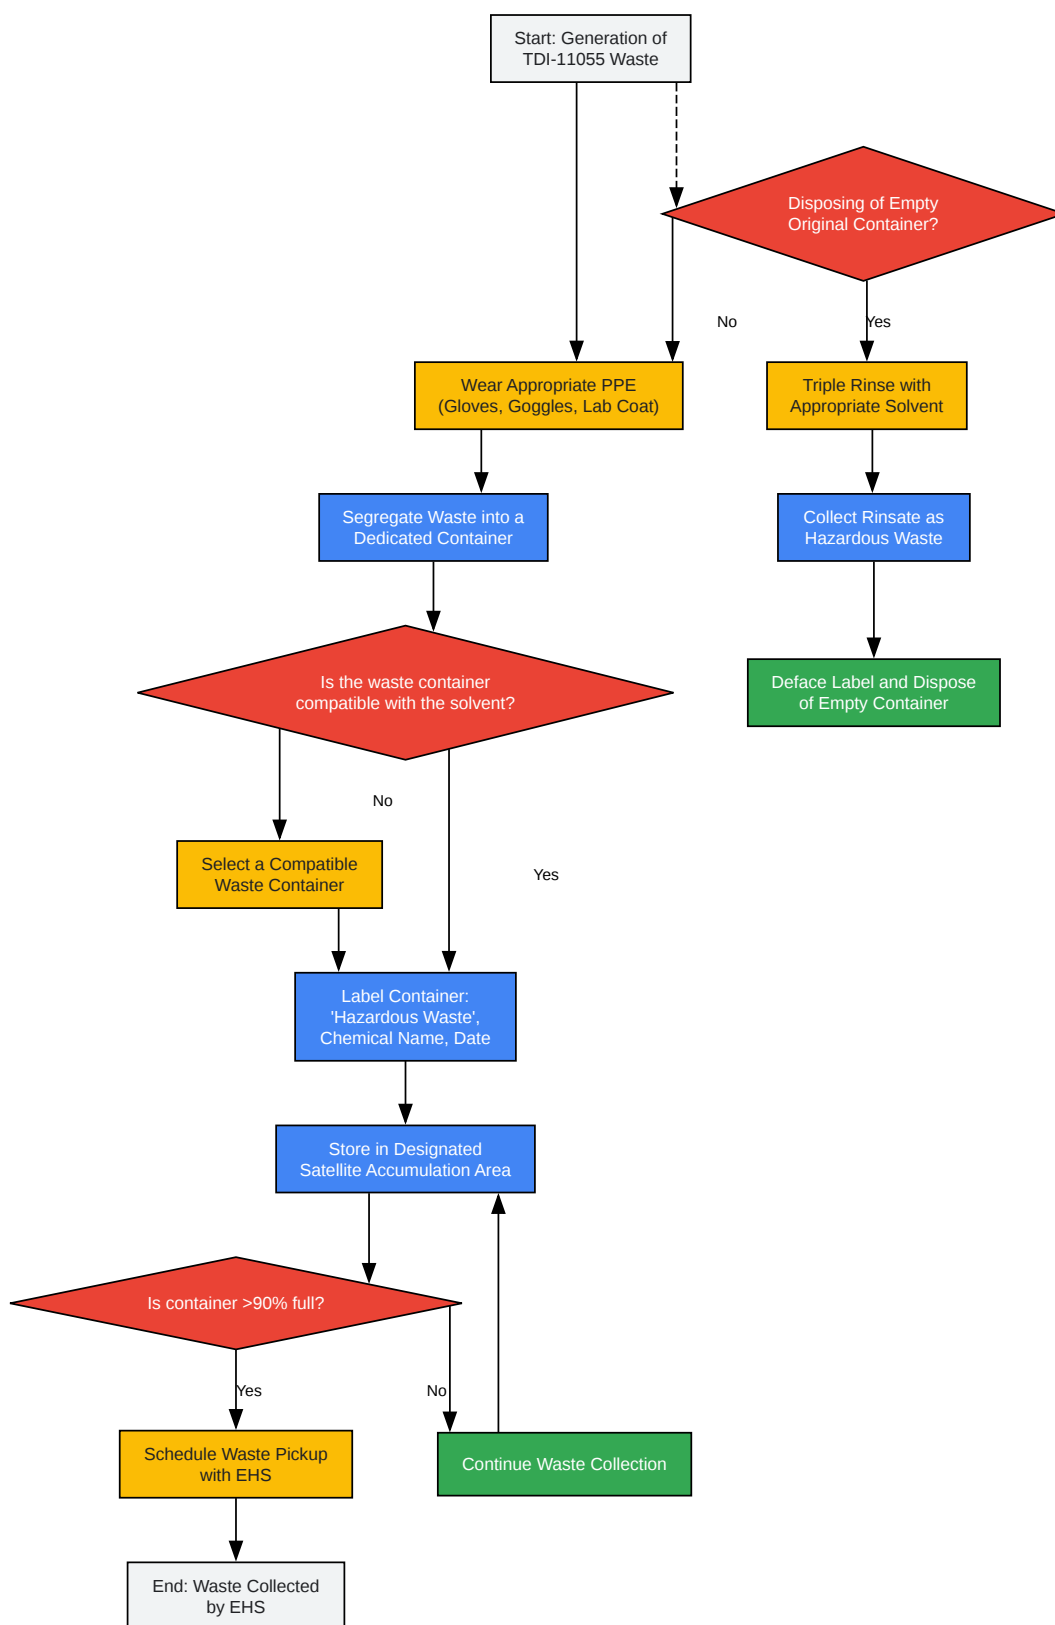 Start: Generation of
TDI-11055 Waste
Disposing of Empty
Original Container?
No
Yes
Wear Appropriate PPE
(Gloves, Goggles, Lab Coat)
Triple Rinse with
Appropriate Solvent
Segregate Waste into a
Dedicated Container
Collect Rinsate as
Hazardous Waste
Is the waste container
compatible with the solvent?
Deface Label and Dispose
of Empty Container
No
Select a Compatible
Waste Container
Yes
Label Container:
'Hazardous Waste',
Chemical Name, Date
Store in Designated
Satellite Accumulation Area
Is container >90% full?
Yes
No
Schedule Waste Pickup
with EHS
Continue Waste Collection
End: Waste Collected
by EHS